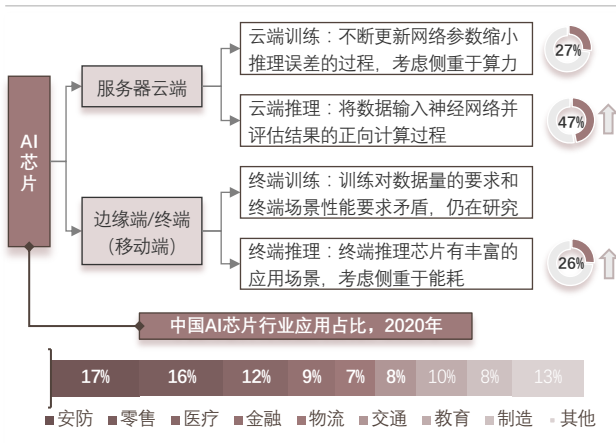 云端训练：不断更新网络参数缩小
推理误差的过程，考虑侧重于算力
27%
服务器云端
云端推理：将数据输入神经网络并
评估结果的正向计算过程
47%
AI
芯
片
终端训练：训练对数据量的要求和
终端场景性能要求矛盾，仍在研究
边缘端/终端
（移动端）
终端推理：终端推理芯片有丰富的
应用场景，考虑侧重于能耗
26%
中国AI芯片行业应用占比，2020年
17% 16% 12% 9% 7% 8% 10% 8% 13%
安防 零售 医疗 金融 物流 交通 教育 制造 其他